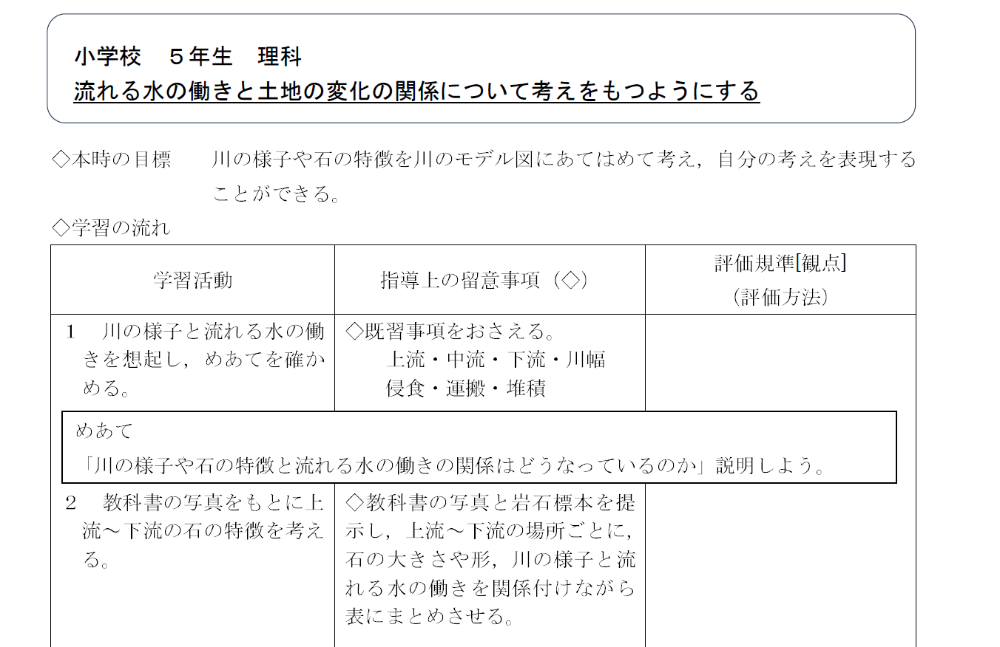 小学校　５年生　理科
流れる水の働きと土地の変化の関係について考えをもつようにする
◇本時の目標　　川の様子や石の特徴を川のモデル図にあてはめて考え，自分の考えを表現する
ことができる。
◇学習の流れ
学習活動
指導上の留意事項（◇）
評価規準[観点]
（評価方法）
１　川の様子と流れる水の働
きを想起し，めあてを確か
める。
◇既習事項をおさえる。
上流・中流・下流・川幅
侵食・運搬・堆積
めあて
「川の様子や石の特徴と流れる水の働きの関係はどうなっているのか」説明しよう。
２　教科書の写真をもとに上
流～下流の石の特徴を考え
る。
◇教科書の写真と岩石標本を提
示し，上流～下流の場所ごとに，
石の大きさや形，川の様子と流
れる水の働きを関係付けながら
表にまとめさせる。